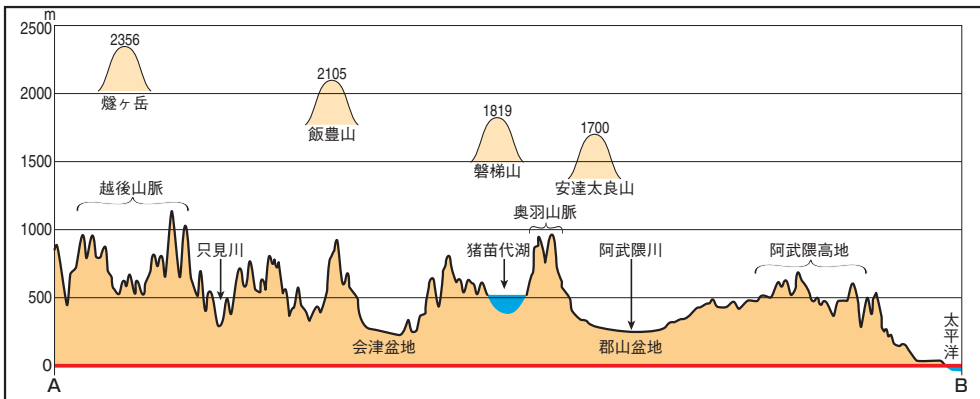 m
2500
2000
1500
1000
500
0
2356
燧ヶ岳
2105
飯豊山
1819
磐梯山
1700
安達太良山
越後山脈
只見川
猪苗代湖
奥羽山脈
阿武隈川
阿武隈高地
会津盆地
郡山盆地
太平洋
A
B